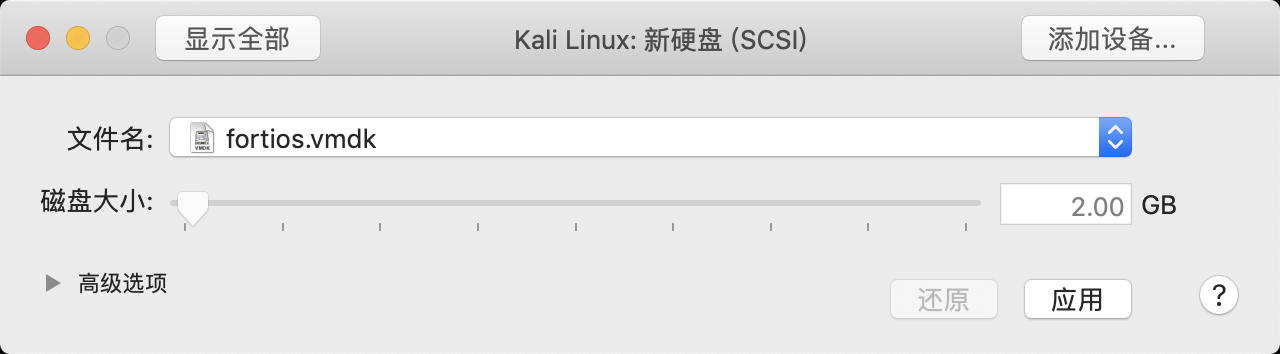 显示全部 Kali Linux: 新硬盘 (SCSI) 添加设备...
文件名: fortios.vmdk
磁盘大小: 2.00 GB
高级选项
还原 应用 ?